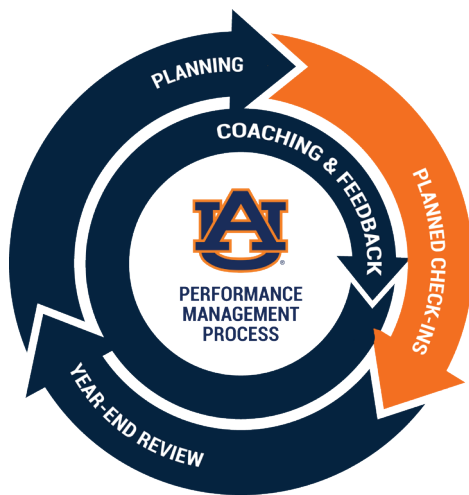 PLANNING
COACHING & FEEDBACK
PLANNED CHECK-INS
AU
®
PERFORMANCE
MANAGEMENT
PROCESS
YEAR-END REVIEW